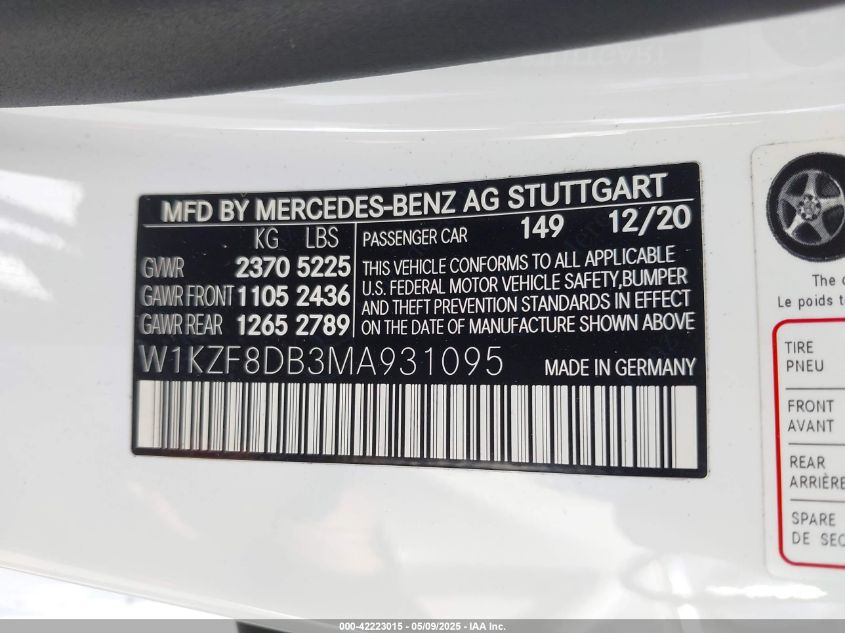 MFD BY MERCEDES-BENZ AG STUTTGART
KG LBS
GVWR 2370 5225
GAWR FRONT 1105 2436
GAWR REAR 1265 2789
PASSENGER CAR 149 12/20
THIS VEHICLE CONFORMS TO ALL APPLICABLE
U.S. FEDERAL MOTOR VEHICLE SAFETY,BUMPER
AND THEFT PREVENTION STANDARDS IN EFFECT
ON THE DATE OF MANUFACTURE SHOWN ABOVE
W1KZF8DB3MA931095 MADE IN GERMANY
The
Le poids
TIRE
PNEU
FRONT
AVANT
REAR
ARRIÈRE
SPARE
DE
000-42223015 - 05/09/2025 - IAA Inc.